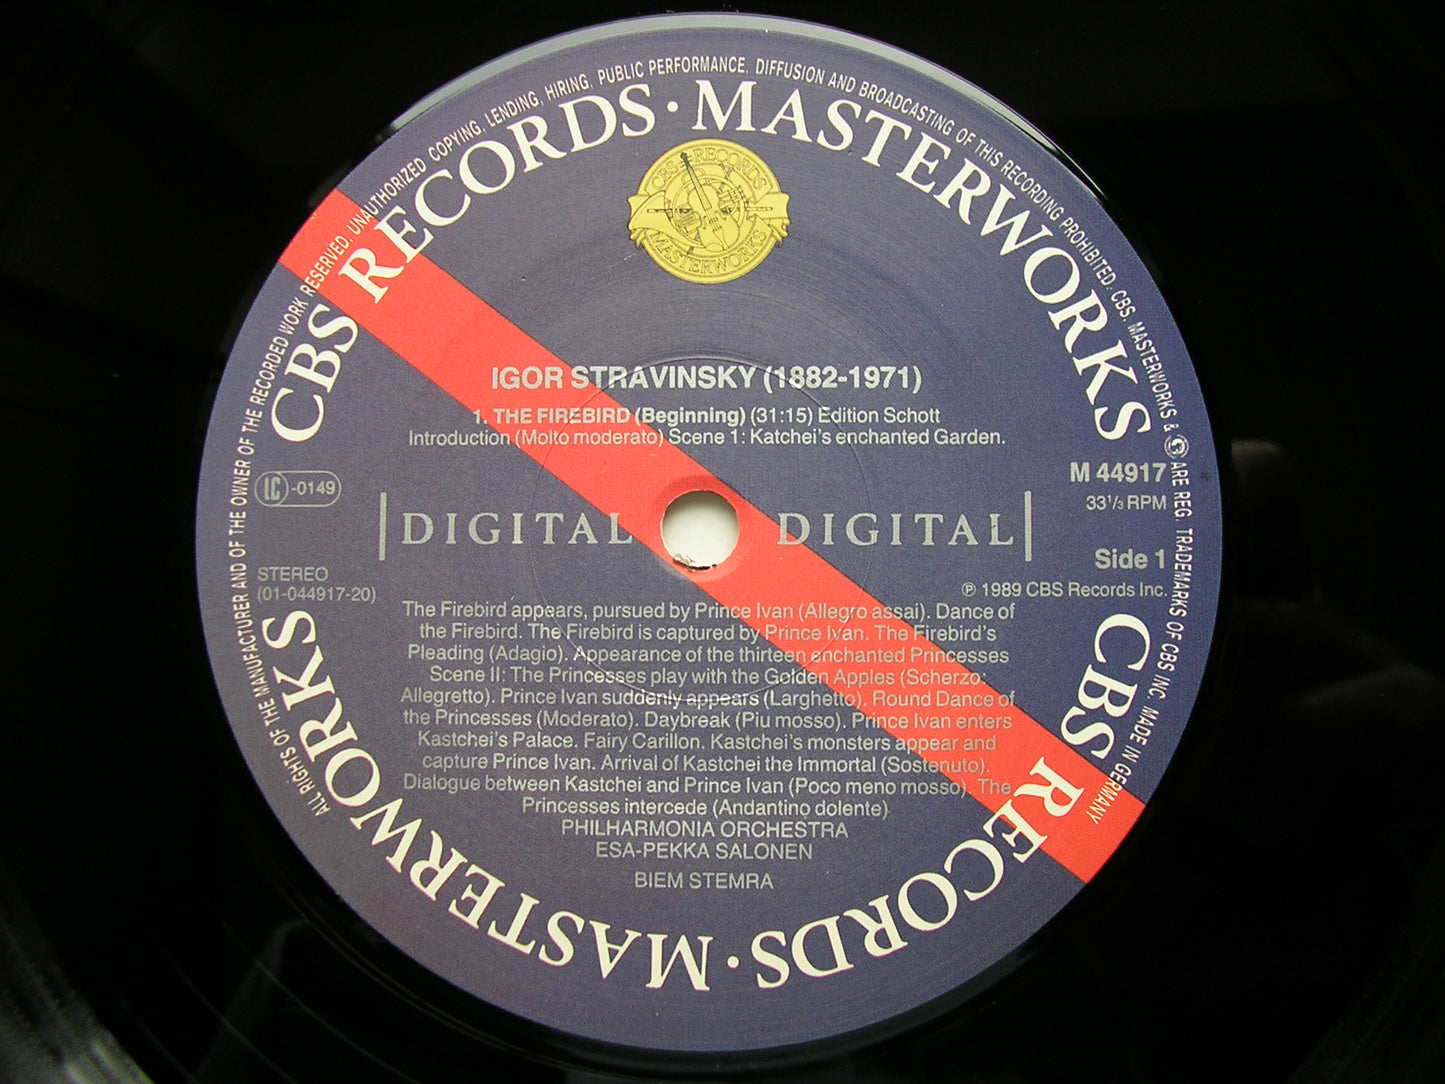 ALL RIGHTS OF THE MANUFACTURER AND OF THE OWNER OF THE RECORDED WORK RESERVED. UNAUTHORIZED COPYING, LENDING, HIRING, PUBLIC PERFORMANCE, DIFFUSION AND BROADCASTING OF THIS RECORDING PROHIBITED. CBS, MASTERWORKS & ARE REG. TRADEMARKS OF CBS INC. MADE IN GERMANY
CBS RECORDS · MASTERWORKS
CBS RECORDS
MASTERWORKS
IGOR STRAVINSKY (1882-1971)
1. THE FIREBIRD (Beginning) (31:15) Edition Schott
Introduction (Molto moderato) Scene 1: Katchei's enchanted Garden.
M 44917
LC -0149
33 1/3 RPM
DIGITAL DIGITAL
Side 1
STEREO
(01-044917-20)
℗ 1989 CBS Records Inc.
The Firebird appears, pursued by Prince Ivan (Allegro assai). Dance of
the Firebird. The Firebird is captured by Prince Ivan. The Firebird's
Pleading (Adagio). Appearance of the thirteen enchanted Princesses
Scene II: The Princesses play with the Golden Apples (Scherzo:
Allegretto). Prince Ivan suddenly appears (Larghetto). Round Dance of
the Princesses (Moderato). Daybreak (Piu mosso). Prince Ivan enters
Kastchei's Palace. Fairy Carillon. Kastchei's monsters appear and
capture Prince Ivan. Arrival of Kastchei the Immortal (Sostenuto).
Dialogue between Kastchei and Prince Ivan (Poco meno mosso). The
Princesses intercede (Andantino dolente)
PHILHARMONIA ORCHESTRA
ESA-PEKKA SALONEN
BIEM STEMRA
CBS RECORDS · MASTERWORKS